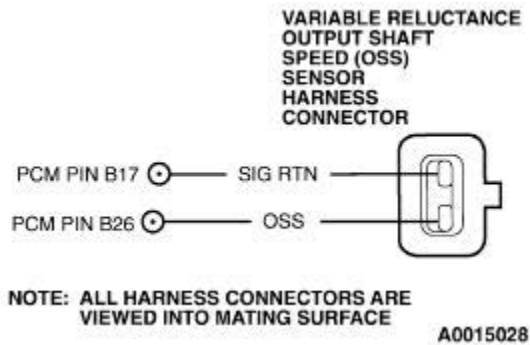 VARIABLE RELUCTANCE
OUTPUT SHAFT
SPEED (OSS)
SENSOR
HARNESS
CONNECTOR
PCM PIN B17 SIG RTN
PCM PIN B26 OSS
NOTE: ALL HARNESS CONNECTORS ARE
VIEWED INTO MATING SURFACE
A0015028